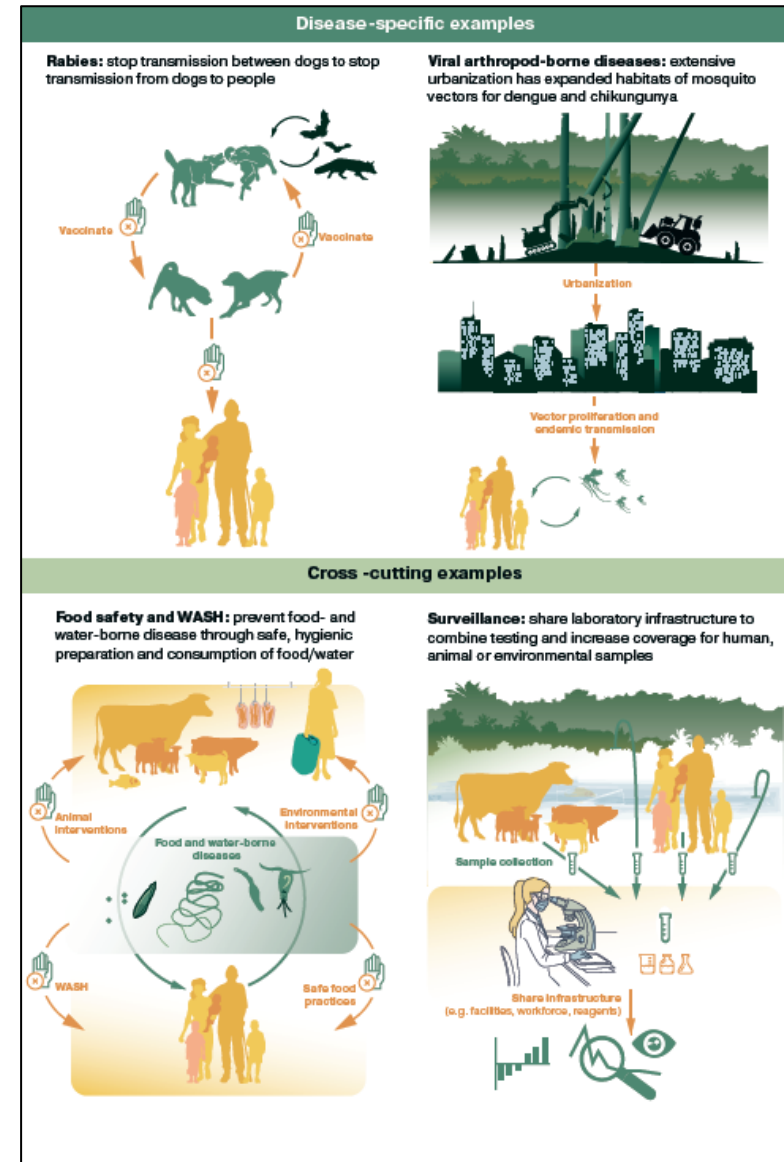 Disease-specific examples
Rabies: stop transmission between dogs to stop
transmission from dogs to people
Vaccinate
Vaccinate
Viral arthropod-borne diseases: extensive
urbanization has expanded habitats of mosquito
vectors for dengue and chikungunya
Urbanization
Vector proliferation and
endemic transmission
Cross-cutting examples
Food safety and WASH: prevent food- and
water-borne disease through safe, hygienic
preparation and consumption of food/water
Animal
interventions
Environmental
interventions
Food and water-borne
diseases
WASH
Safe food
practices
Surveillance: share laboratory infrastructure to
combine testing and increase coverage for human,
animal or environmental samples
Sample collection
Share infrastructure
(e.g. facilities, workforce, reagents)